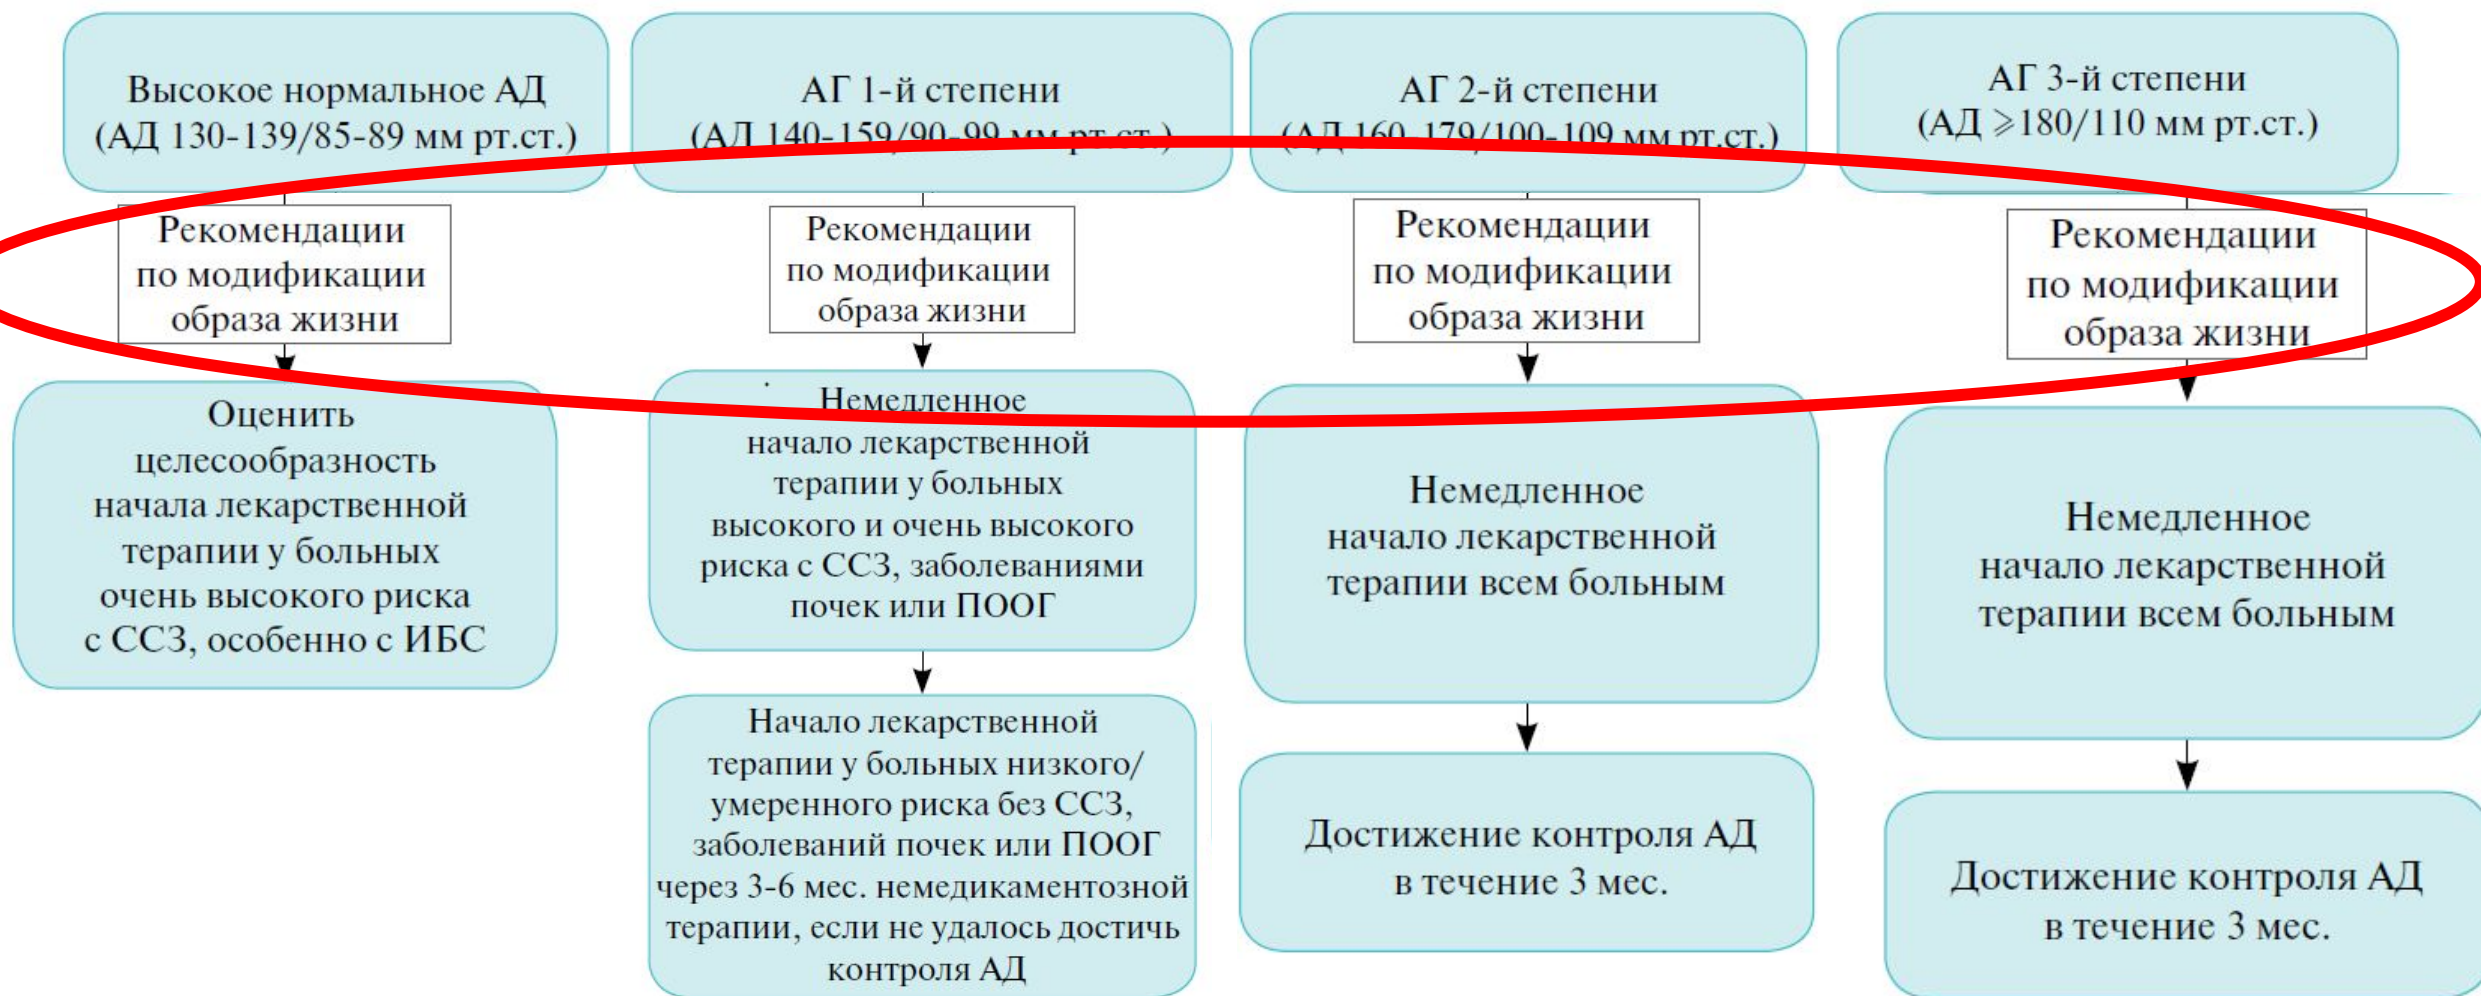 Высокое нормальное АД
(АД 130-139/85-89 мм рт.ст.)
АГ 1-й степени
(АД 140-159/90-99 мм рт.ст.)
АГ 2-й степени
(АД 160-179/100-109 мм рт.ст.)
АГ 3-й степени
(АД ⩾180/110 мм рт.ст.)
Рекомендации
по модификации
образа жизни
Рекомендации
по модификации
образа жизни
Рекомендации
по модификации
образа жизни
Рекомендации
по модификации
образа жизни
Оценить
целесообразность
начала лекарственной
терапии у больных
очень высокого риска
с ССЗ, особенно с ИБС
Немедленное
начало лекарственной
терапии у больных
высокого и очень высокого
риска с ССЗ, заболеваниями
почек или ПООГ
Немедленное
начало лекарственной
терапии всем больным
Немедленное
начало лекарственной
терапии всем больным
Начало лекарственной
терапии у больных низкого/
умеренного риска без ССЗ,
заболеваний почек или ПООГ
через 3-6 мес. немедикаментозной
терапии, если не удалось достичь
контроля АД
Достижение контроля АД
в течение 3 мес.
Достижение контроля АД
в течение 3 мес.